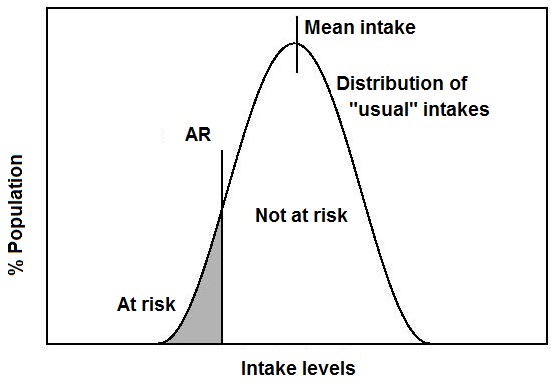 Mean intake
Distribution of
"usual" intakes
AR
Not at risk
At risk
% Population
Intake levels